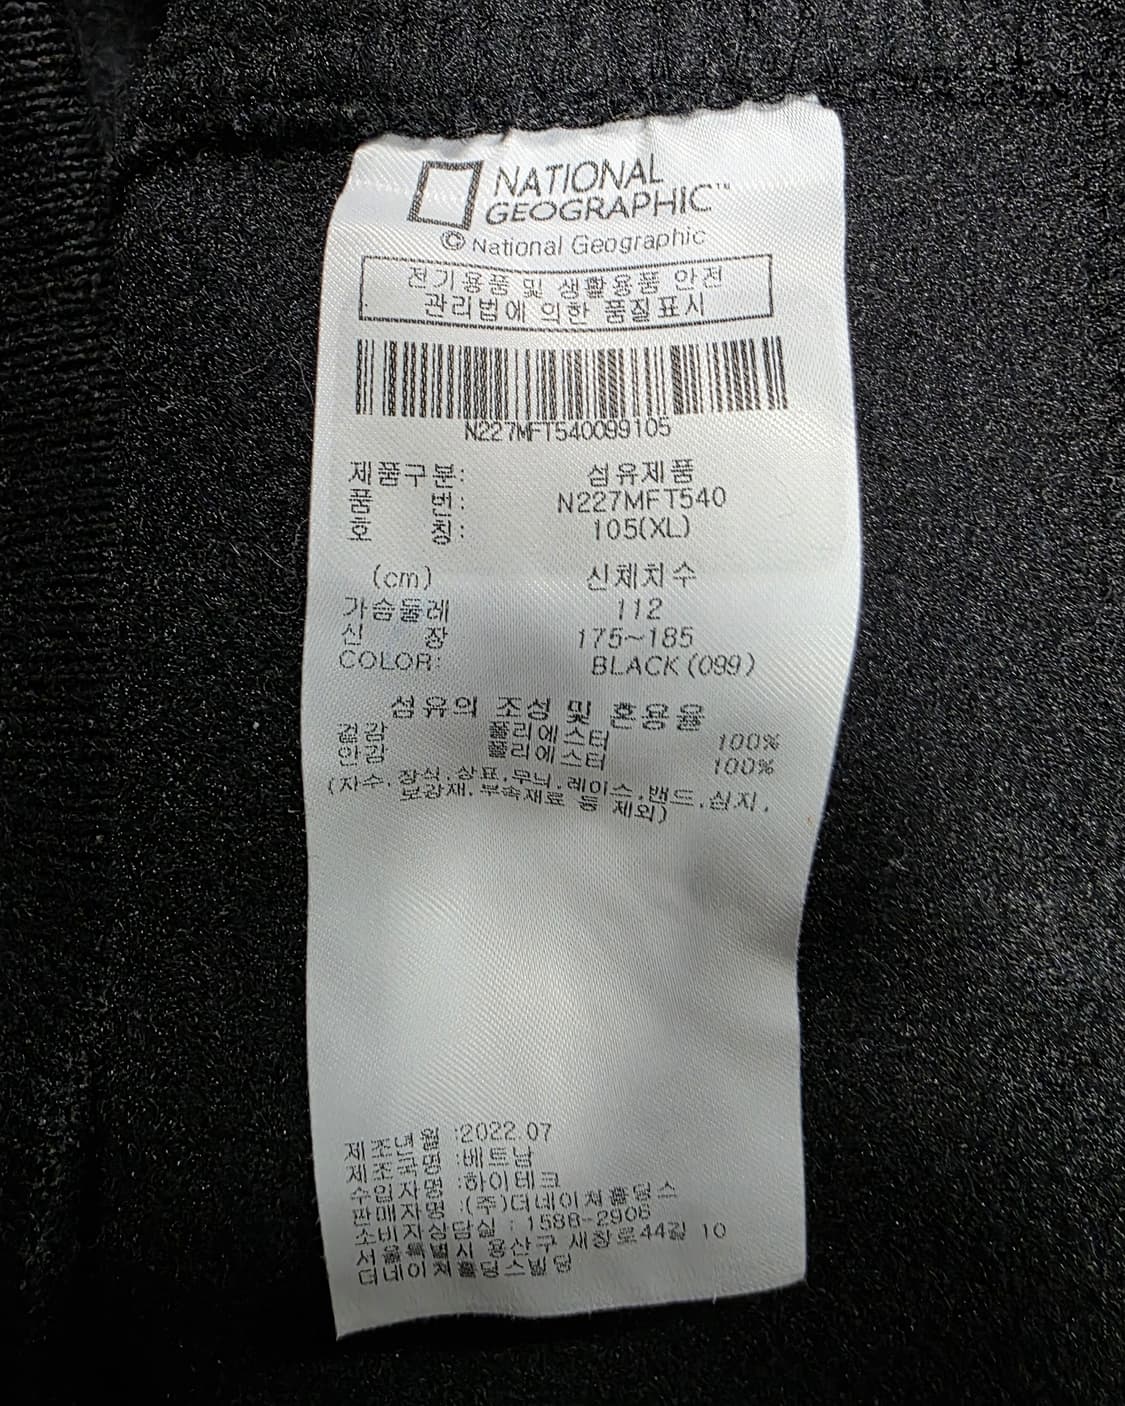 NATIONAL
GEOGRAPHIC™
© National Geographic
전기용품 및 생활용품 안전
관리법에 의한 품질표시
N227MFT540099105
제품구분: 섬유제품
품 번: N227MFT540
호 칭: 105(XL)
(cm) 신체치수
가슴둘레 112
신 장 175~185
COLOR: BLACK(099)
섬유의 조성 및 혼용율
겉감 폴리에스터 100%
안감 폴리에스터 100%
(자수.장식.상표.무늬.레이스.밴드.심지.
보강재.부속재료 등 제외)
제조년월 :2022.07
제조국명 :베트남
수입자명 :하이테크
판매자명 :(주)더네이쳐홀딩스
소비자상담실 : 1588-2906
서울특별시 용산구 새창로44길 10
더네이쳐홀딩스빌딩